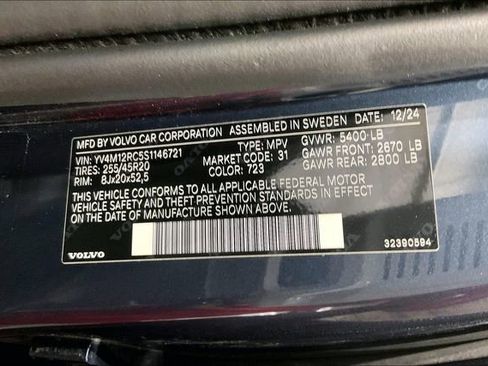 MFD BY VOLVO CAR CORPORATION ASSEMBLED IN SWEDEN DATE: 12/24
VIN: YV4M12RC5S1146721 TYPE: MPV GVWR: 5400 LB
TIRES: 255/45R20 MARKET CODE: 31 GAWR FRONT: 2670 LB
RIM: 8Jx20x52,5 COLOR: 723 GAWR REAR: 2800 LB
THIS VEHICLE CONFORMS TO ALL APPLICABLE FEDERAL MOTOR
VEHICLE SAFETY AND THEFT PREVENTION STANDARDS IN EFFECT
ON THE DATE OF MANUFACTURE SHOWN ABOVE.
VOLVO 32390594